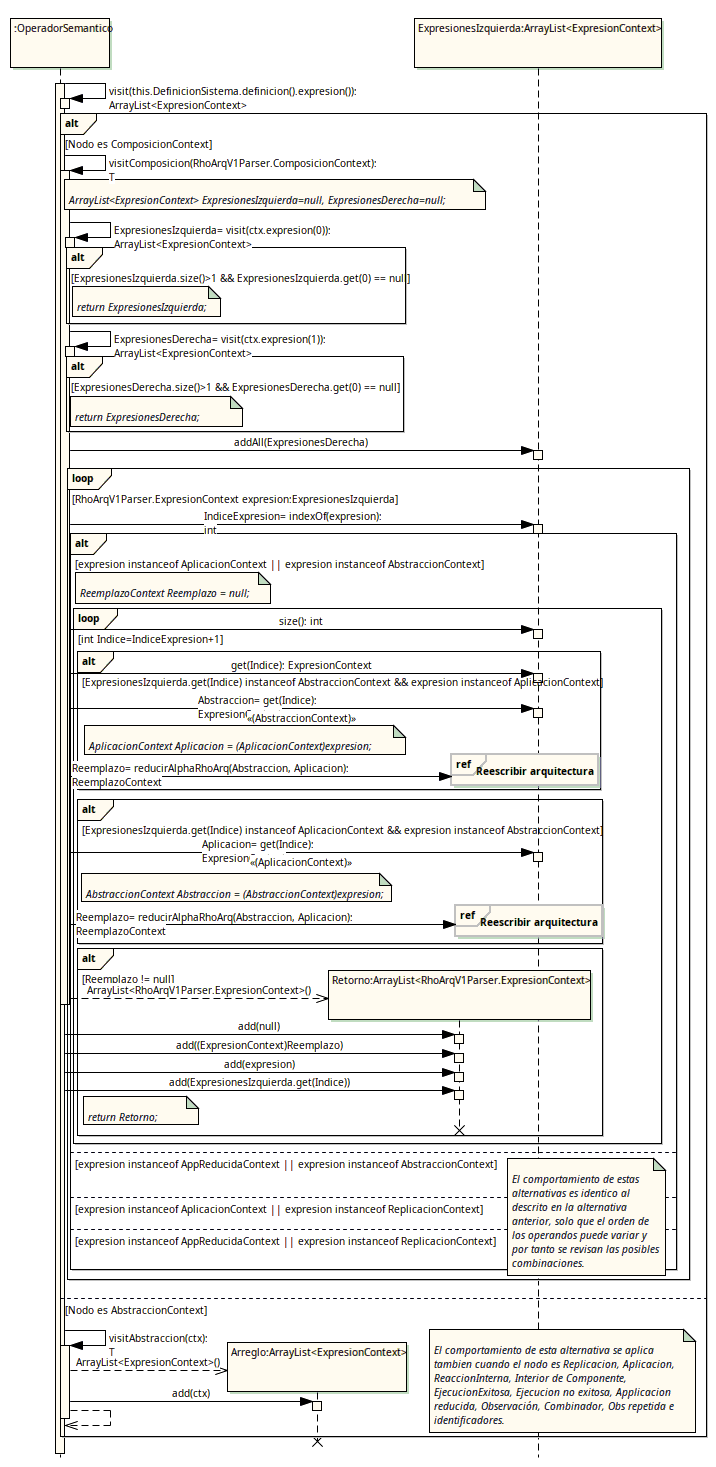 :OperadorSemantico
ExpresionesIzquierda:ArrayList<ExpresionContext>
visit(this.DefinicionSistema.definicion().expresion()):
ArrayList<ExpresionContext>
alt
[Nodo es ComposicionContext]
visitComposicion(RhoArqV1Parser.ComposicionContext):
T
ArrayList<ExpresionContext> ExpresionesIzquierda=null, ExpresionesDerecha=null;
ExpresionesIzquierda= visit(ctx.expresion(0)):
ArrayList<ExpresionContext>
alt
[ExpresionesIzquierda.size()>1 && ExpresionesIzquierda.get(0) == null]
return ExpresionesIzquierda;
ExpresionesDerecha= visit(ctx.expresion(1)):
ArrayList<ExpresionContext>
alt
[ExpresionesDerecha.size()>1 && ExpresionesDerecha.get(0) == null]
return ExpresionesDerecha;
addAll(ExpresionesDerecha)
loop
[RhoArqV1Parser.ExpresionContext expresion:ExpresionesIzquierda]
IndiceExpresion= indexOf(expresion):
int
alt
[expresion instanceof AplicacionContext || expresion instanceof AbstraccionContext]
ReemplazoContext Reemplazo = null;
loop
size(): int
[int Indice=IndiceExpresion+1]
alt
get(Indice): ExpresionContext
[ExpresionesIzquierda.get(Indice) instanceof AbstraccionContext && expresion instanceof AplicacionContext]
Abstraccion= get(Indice):
«(AbstraccionContext)»
AplicacionContext Aplicacion = (AplicacionContext)expresion;
Reemplazo= reducirAlphaRhoArq(Abstraccion, Aplicacion):
ReemplazoContext
ref
Reescribir arquitectura
alt
[ExpresionesIzquierda.get(Indice) instanceof AplicacionContext && expresion instanceof AbstraccionContext]
Aplicacion= get(Indice):
«(AplicacionContext)»
AbstraccionContext Abstraccion = (AbstraccionContext)expresion;
Reemplazo= reducirAlphaRhoArq(Abstraccion, Aplicacion):
ReemplazoContext
ref
Reescribir arquitectura
alt
[Reemplazo != null]
ArrayList<RhoArqV1Parser.ExpresionContext>()
Retorno:ArrayList<RhoArqV1Parser.ExpresionContext>
add(null)
add((ExpresionContext)Reemplazo)
add(expresion)
add(ExpresionesIzquierda.get(Indice))
return Retorno;
[expresion instanceof AppReducidaContext || expresion instanceof AbstraccionContext]
[expresion instanceof AplicacionContext || expresion instanceof ReplicacionContext]
[expresion instanceof AppReducidaContext || expresion instanceof ReplicacionContext]
El comportamiento de estas
alternativas es identico al
descrito en la alternativa
anterior, solo que el orden de
los operandos puede variar y
por tanto se revisan las posibles
combinaciones.
[Nodo es AbstraccionContext]
visitAbstraccion(ctx):
T
ArrayList<ExpresionContext>()
Arreglo:ArrayList<ExpresionContext>
add(ctx)
El comportamiento de esta alternativa se aplica
tambien cuando el nodo es Replicacion, Aplicacion,
ReaccionInterna, Interior de Componente,
EjecucionExitosa, Ejecucion no exitosa, Applicacion
reducida, Observación, Combinador, Obs repetida e
identificadores.